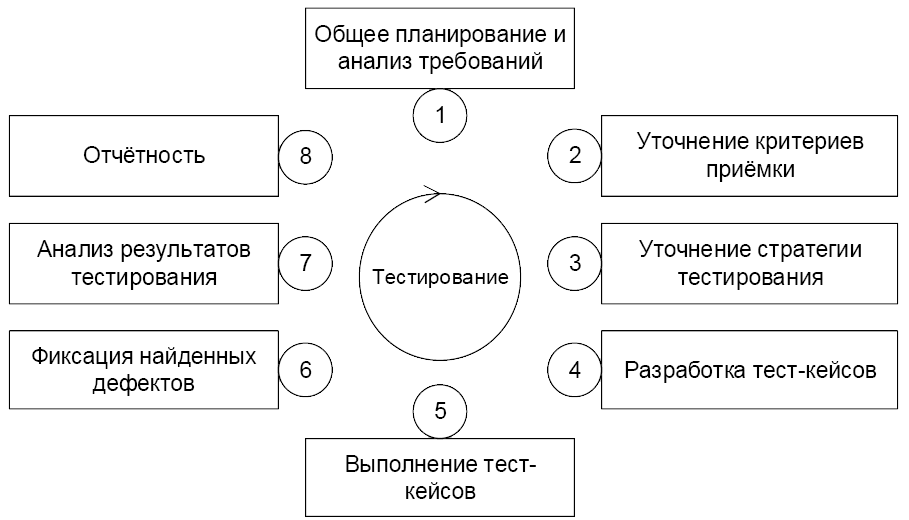 Общее планирование и
анализ требований
1
2
Уточнение критериев
приёмки
3
Уточнение стратегии
тестирования
4
Разработка тест-кейсов
5
Выполнение тест-
кейсов
6
Фиксация найденных
дефектов
7
Анализ результатов
тестирования
8
Отчётность
Тестирование